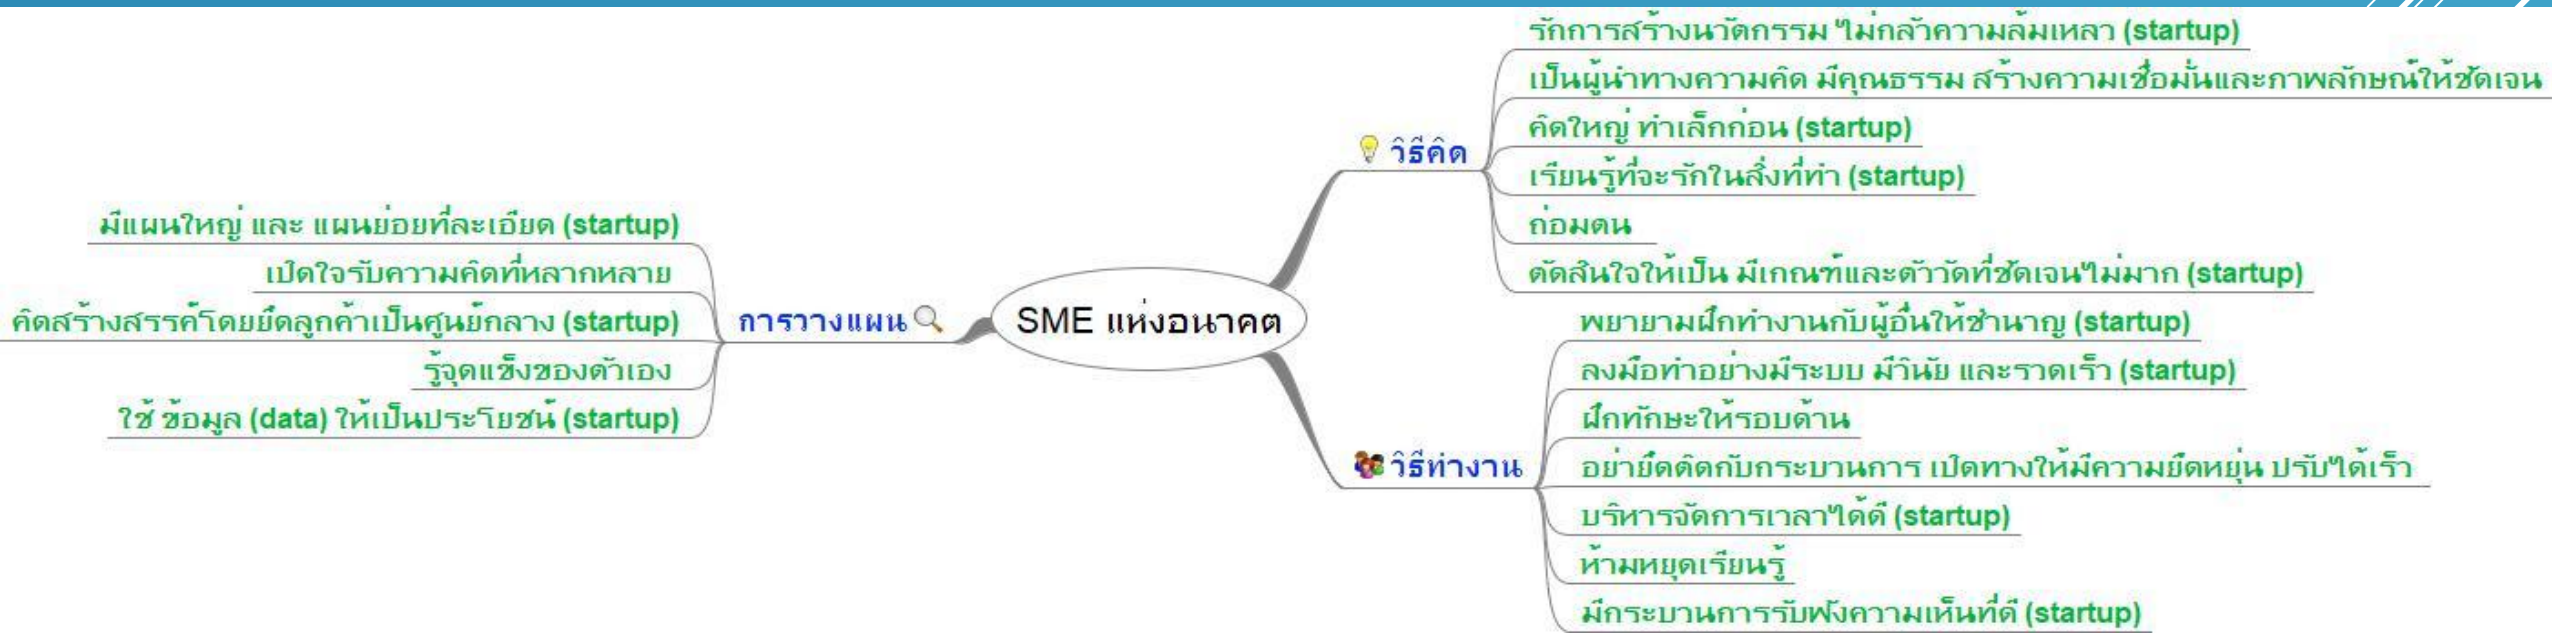 SME แห่งอนาคต
วิธีคิด
รักการสร้างนวัตกรรม ไม่กลัวความล้มเหลว (startup)
เป็นผู้นำทางความคิด มีคุณธรรม สร้างความเชื่อมั่นและภาพลักษณ์ให้ชัดเจน
คิดใหญ่ ทำเล็กก่อน (startup)
เรียนรู้ที่จะรักในสิ่งที่ทำ (startup)
ถ่อมตน
ตัดสินใจให้เป็น มีเกณฑ์และตัววัดที่ชัดเจนไม่มาก (startup)
วิธีทำงาน
พยายามฝึกทำงานกับผู้อื่นให้ชำนาญ (startup)
ลงมือทำอย่างมีระบบ มีวินัย และรวดเร็ว (startup)
ฝึกทักษะให้รอบด้าน
อย่ายึดติดกับกระบวนการ เปิดทางให้มีความยืดหยุ่น ปรับได้เร็ว
บริหารจัดการเวลาได้ดี (startup)
ห้ามหยุดเรียนรู้
มีกระบวนการรับฟังความเห็นที่ดี (startup)
การวางแผน
มีแผนใหญ่ และ แผนย่อยที่ละเอียด (startup)
เปิดใจรับความคิดที่หลากหลาย
คิดสร้างสรรค์โดยยึดลูกค้าเป็นศูนย์กลาง (startup)
รู้จุดแข็งของตัวเอง
ใช้ ข้อมูล (data) ให้เป็นประโยชน์ (startup)